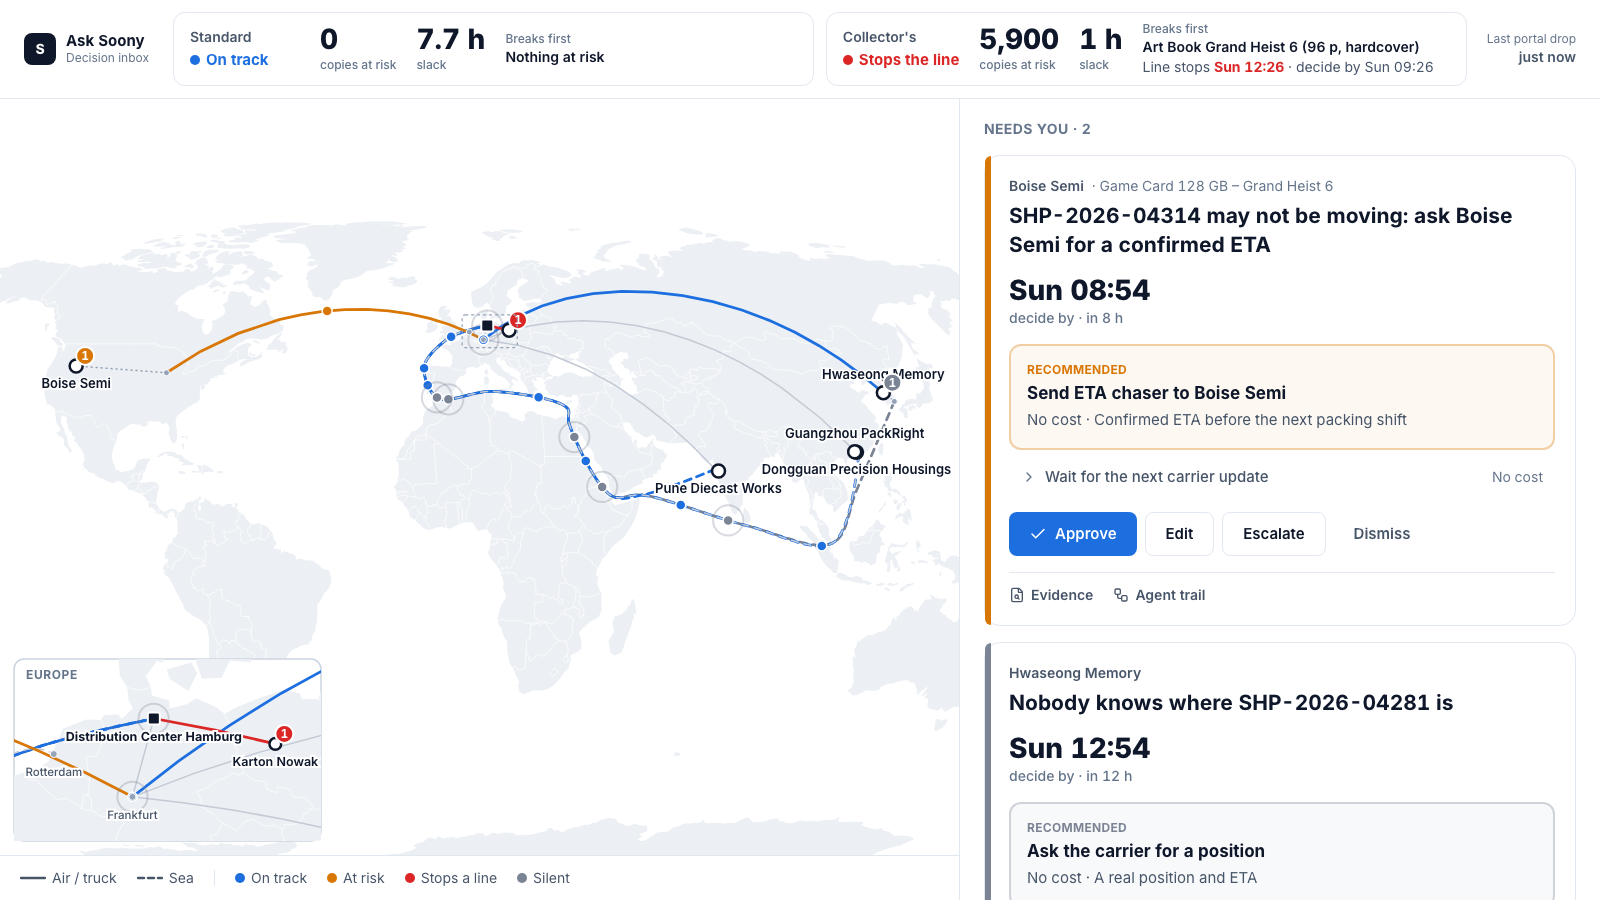 S
Ask Soony
Decision inbox
Standard
On track
0
copies at risk
7.7 h
slack
Breaks first
Nothing at risk
Collector's
Stops the line
5,900
copies at risk
1 h
slack
Breaks first
Art Book Grand Heist 6 (96 p, hardcover)
Line stops Sun 12:26 · decide by Sun 09:26
Last portal drop
just now
1
Boise Semi
1
Hwaseong Memory
1
Guangzhou PackRight
Dongguan Precision Housings
Pune Diecast Works
EUROPE
Distribution Center Hamburg
1
Karton Nowak
Rotterdam
Frankfurt
Air / truck
Sea
On track
At risk
Stops a line
Silent
NEEDS YOU · 2
Boise Semi · Game Card 128 GB – Grand Heist 6
SHP-2026-04314 may not be moving: ask Boise
Semi for a confirmed ETA
Sun 08:54
decide by · in 8 h
RECOMMENDED
Send ETA chaser to Boise Semi
No cost · Confirmed ETA before the next packing shift
Wait for the next carrier update
No cost
Approve
Edit
Escalate
Dismiss
Evidence
Agent trail
Hwaseong Memory
Nobody knows where SHP-2026-04281 is
Sun 12:54
decide by · in 12 h
RECOMMENDED
Ask the carrier for a position
No cost · A real position and ETA